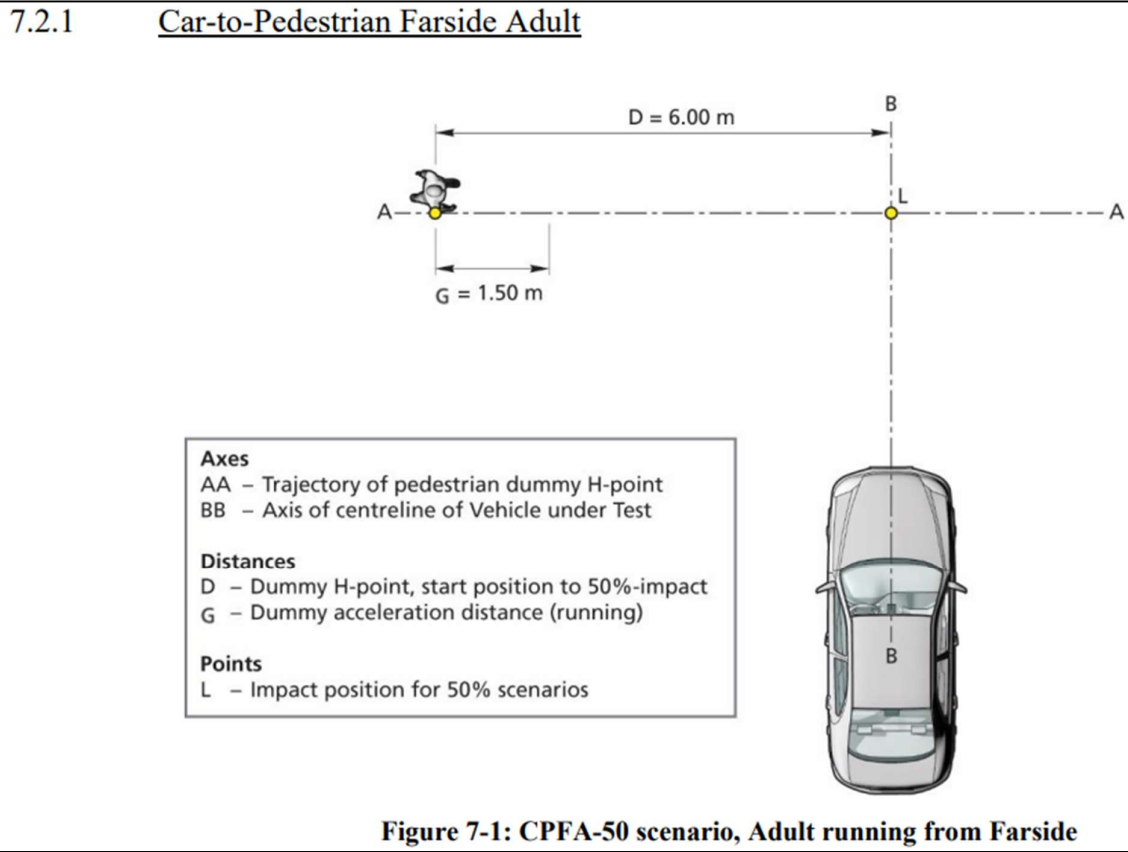 7.2.1 Car-to-Pedestrian Farside Adult
B
D = 6.00 m
L
A
A
G = 1.50 m
Axes
AA – Trajectory of pedestrian dummy H-point
BB – Axis of centreline of Vehicle under Test
Distances
D – Dummy H-point, start position to 50%-impact
G – Dummy acceleration distance (running)
Points
L – Impact position for 50% scenarios
B
Figure 7-1: CPFA-50 scenario, Adult running from Farside